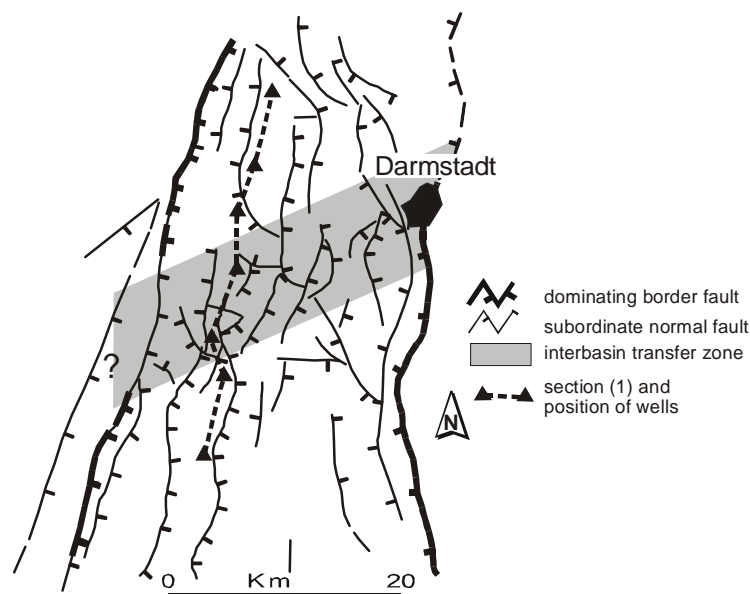 Darmstadt
?
dominating border fault
subordinate normal fault
interbasin transfer zone
section (1) and
position of wells
N
0 Km 20